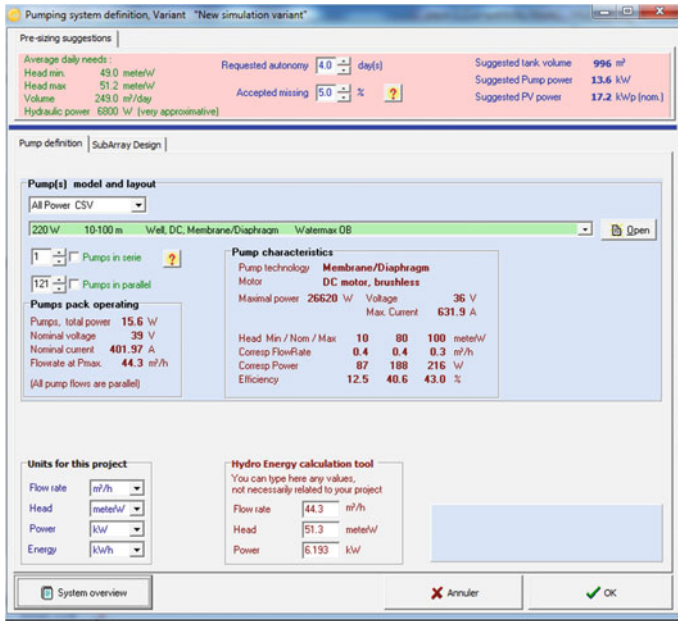 Pumping system definition, Variant "New simulation variant"
Pre-sizing suggestions
Average daily needs :
Head min. 49.0 meterW
Head max 51.2 meterW
Volume 249.0 m³/day
Hydraulic power 6800 W (very approximative)
Requested autonomy 4.0 day(s)
Accepted missing 5.0 % ?
Suggested tank volume 996 m³
Suggested Pump power 13.6 kW
Suggested PV power 17.2 kWp (nom.)
Pump definition SubArray Design
Pump(s) model and layout
All Power CSV
220 W 10-100 m Well, DC, Membrane/Diaphragm Watermax OB Open
1 Pumps in serie ?
121 Pumps in parallel
Pumps pack operating
Pumps, total power 15.6 W
Nominal voltage 39 V
Nominal current 401.97 A
Flowrate at Pmax. 44.3 m³/h
(All pump flows are parallel)
Pump characteristics
Pump technology Membrane/Diaphragm
Motor DC motor, brushless
Maximal power 26620 W Voltage 36 V
Max. Current 631.9 A
Head Min / Nom / Max 10 80 100 meterW
Corresp FlowRate 0.4 0.4 0.3 m³/h
Corresp Power 87 188 216 W
Efficiency 12.5 40.6 43.0 %
Units for this project
Flow rate m³/h
Head meterW
Power kW
Energy kWh
Hydro Energy calculation tool
You can type here any values,
not necessarily related to your project
Flow rate 44.3 m³/h
Head 51.3 meterW
Power 6.193 kW
System overview Annuler OK